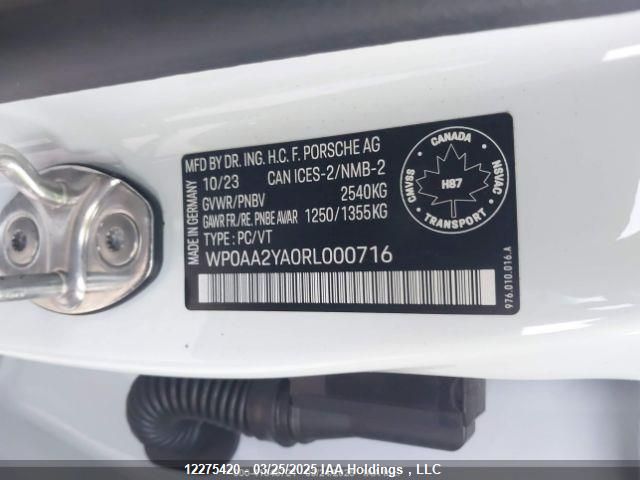 MFD BY DR. ING. H.C. F. PORSCHE AG
10/23 CAN ICES-2/NMB-2
GVWR/PNBV 2540KG
GAWR FR./RE. PNBE AVAR 1250/1355KG
TYPE : PC/VT
WP0AA2YA0RL000716
MADE IN GERMANY
CANADA
CMVSS
NSVAC
H87
TRANSPORT
976.010.016.A
12275420 - 03/25/2025 IAA Holdings , LLC